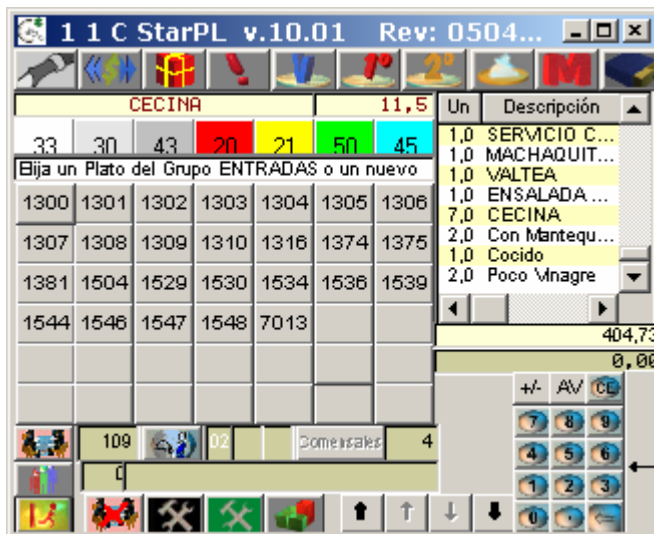 1 1 C StarPL v.10.01 Rev: 0504...
CECINA 11,5
33 30 43 20 21 50 45
Elija un Plato del Grupo ENTRADAS o un nuevo
1300 1301 1302 1303 1304 1305 1306
1307 1308 1309 1310 1316 1374 1375
1381 1504 1529 1530 1534 1536 1539
1544 1546 1547 1548 7013
Un Descripción
1,0 SERVICIO C...
1,0 MACHAQUIT...
1,0 VALTEA
1,0 ENSALADA ...
7,0 CECINA
2,0 Con Mantequ...
1,0 Cocido
2,0 Poco Vinagre
404,73
0,00
+/- AV CE
7 8 9
4 5 6
1 2 3
0 ·
109 02 Comensales 4
V 1º 2º M